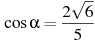 cos α = 2√6/5